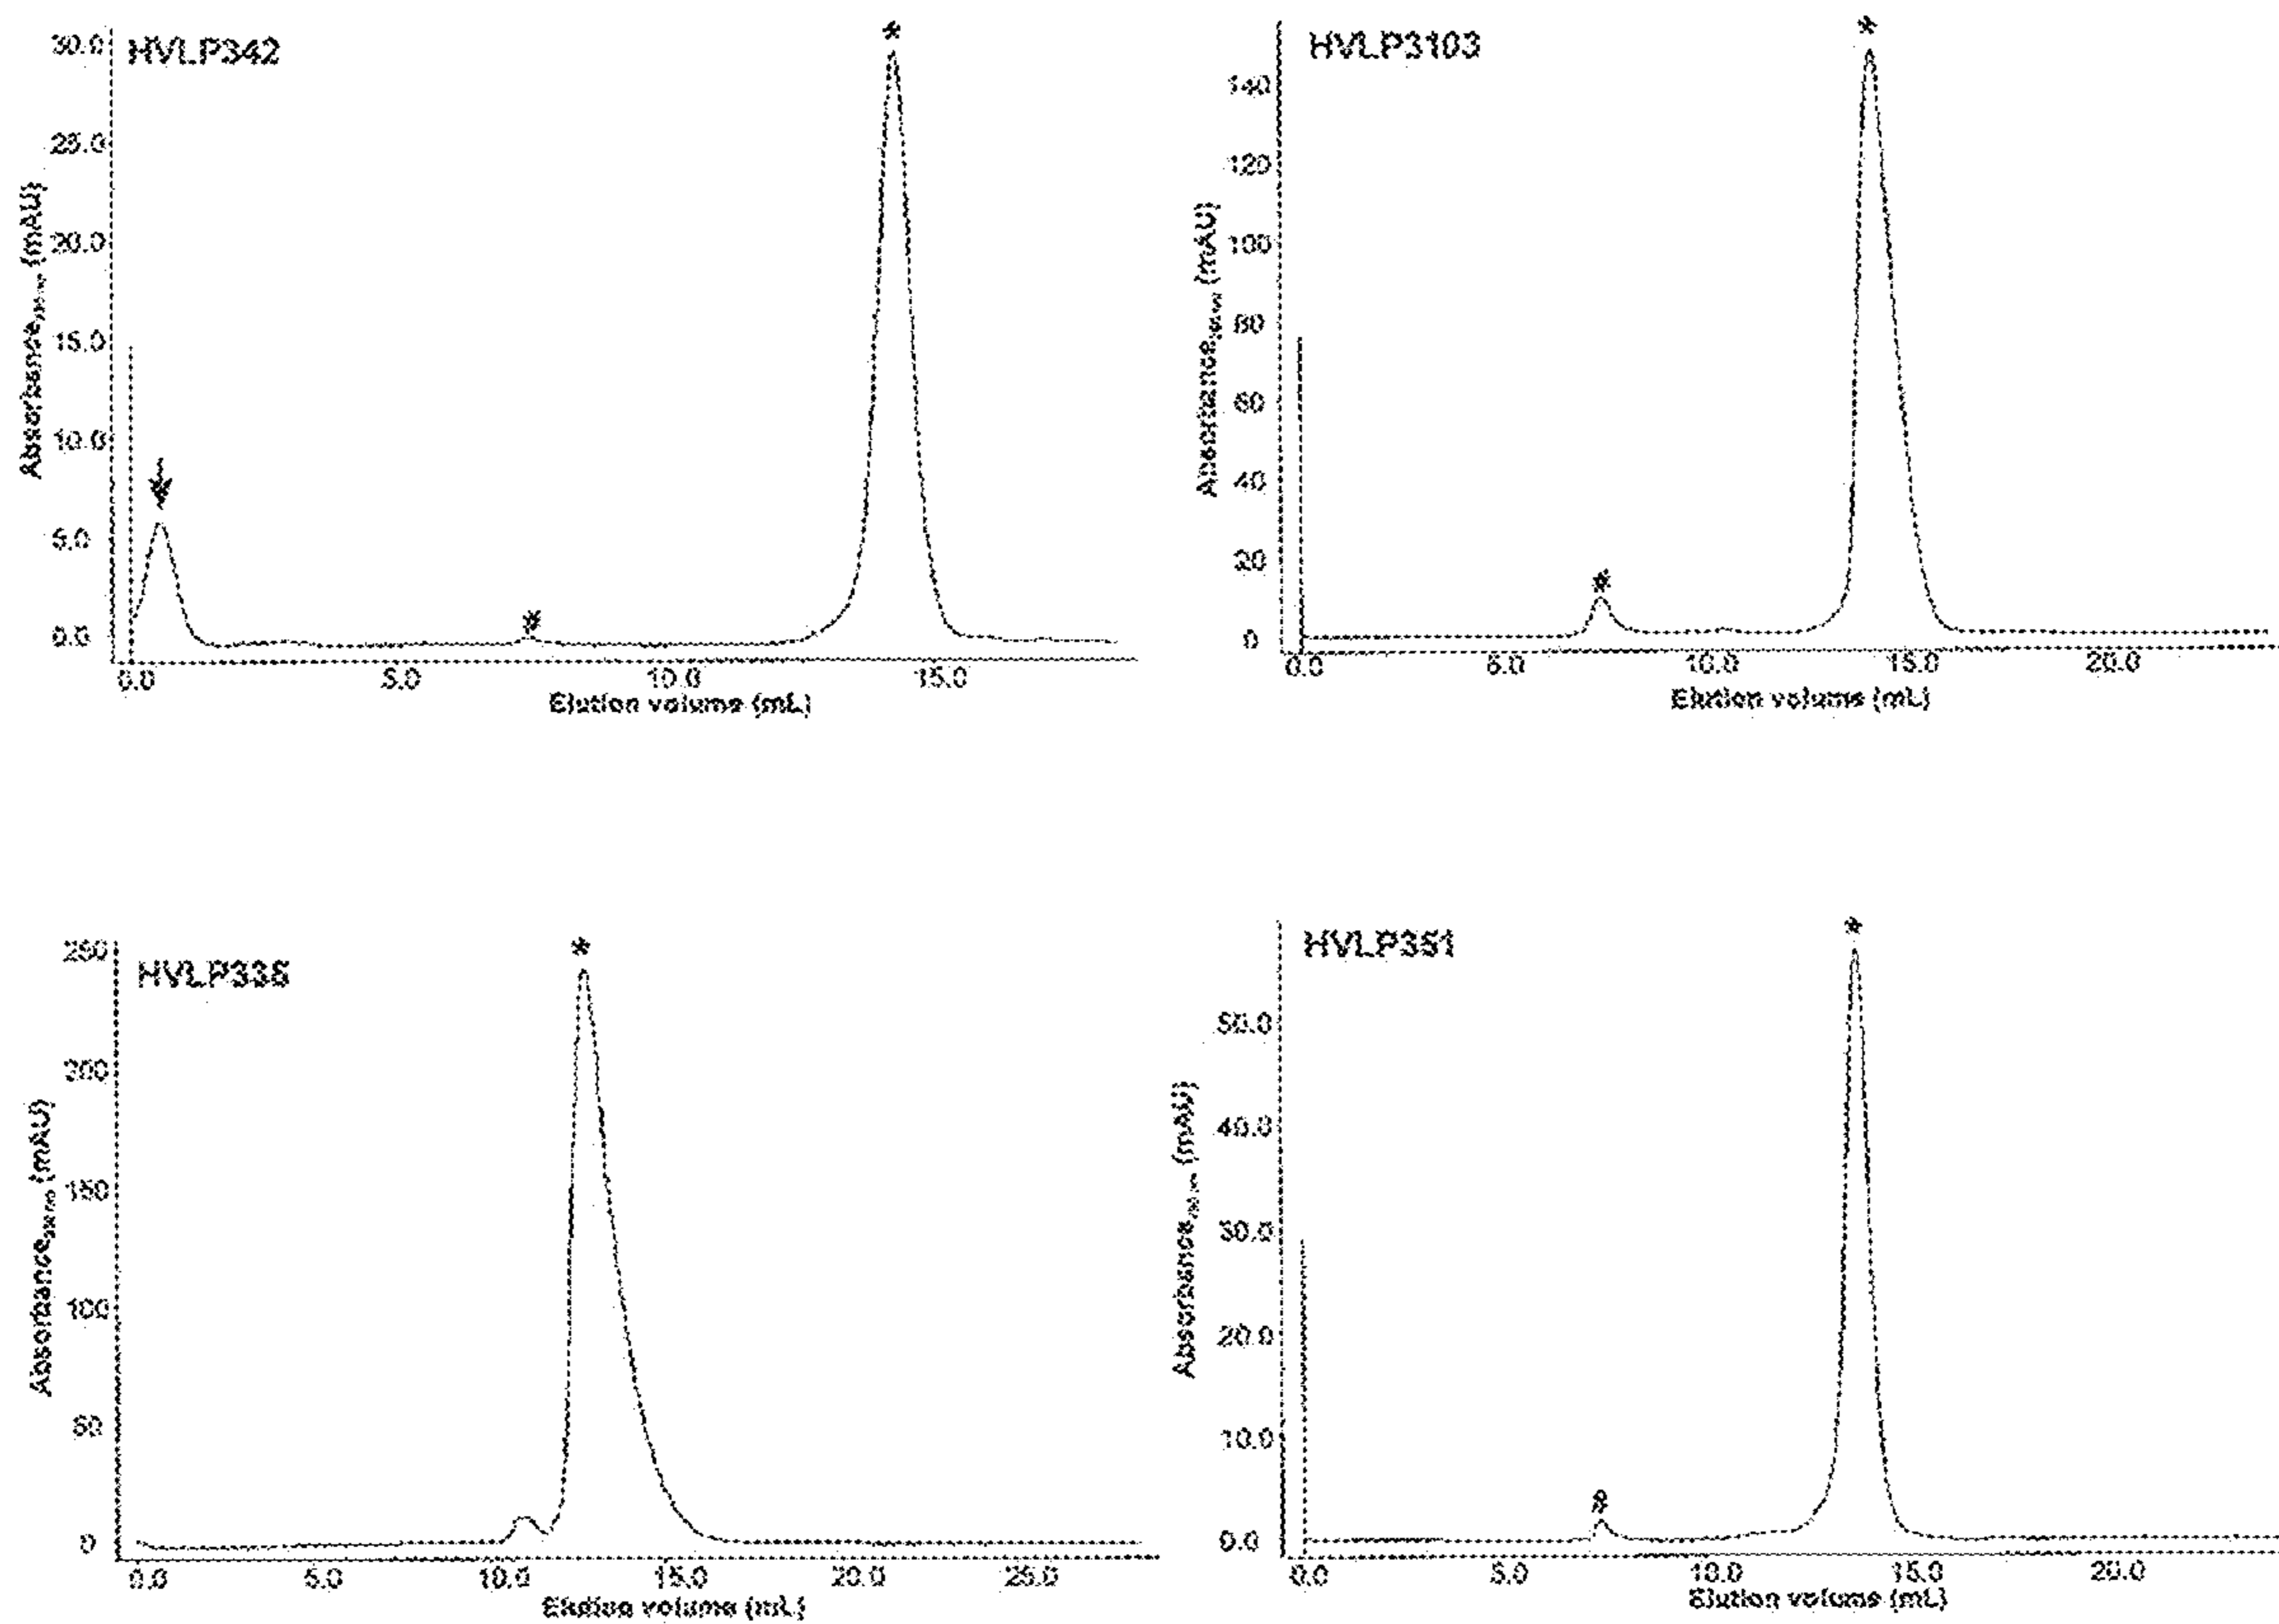 *
HVLP342
30.0
25.0
20.0
15.0
10.0
5.0
0.0
#
0.0 5.0 10.0 15.0
Elution volume (mL)
Absorbance (mAU)
*
HVLP3103
140
120
100
80
60
40
20
0
#
0.0 5.0 10.0 15.0 20.0
Elution volume (mL)
Absorbance (mAU)
*
HVLP335
250
200
150
100
50
0
0.0 5.0 10.0 15.0 20.0 25.0
Elution volume (mL)
Absorbance (mAU)
*
HVLP351
50.0
40.0
30.0
20.0
10.0
0.0
#
0.0 5.0 10.0 15.0 20.0
Elution volume (mL)
Absorbance (mAU)